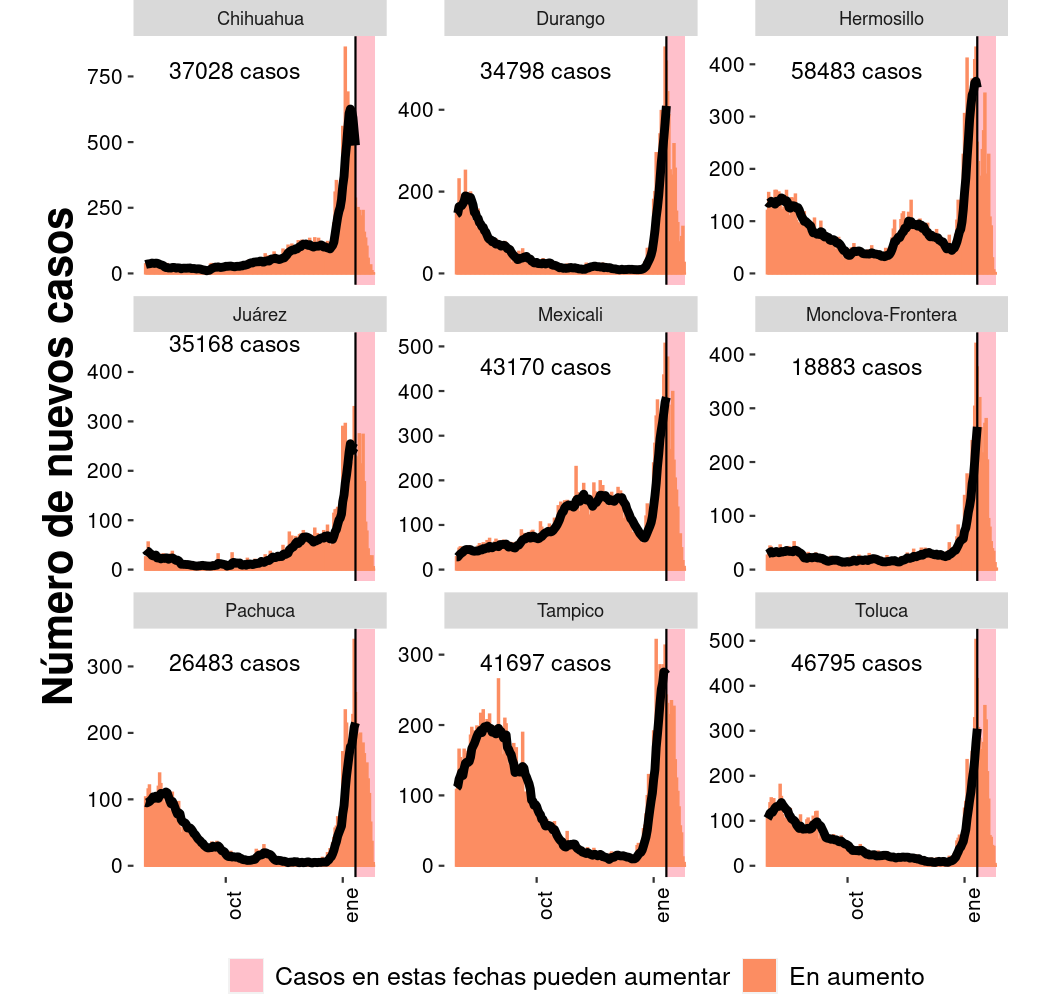 Número de nuevos casos
Chihuahua
Durango
Hermosillo
37028 casos
34798 casos
58483 casos
750
500
250
0
400
200
0
400
300
200
100
0
Juárez
Mexicali
Monclova-Frontera
35168 casos
43170 casos
18883 casos
400
300
200
100
0
500
400
300
200
100
0
400
300
200
100
0
Pachuca
Tampico
Toluca
26483 casos
41697 casos
46795 casos
300
200
100
0
300
200
100
0
500
400
300
200
100
0
oct
ene
oct
ene
oct
ene
Casos en estas fechas pueden aumentar
En aumento